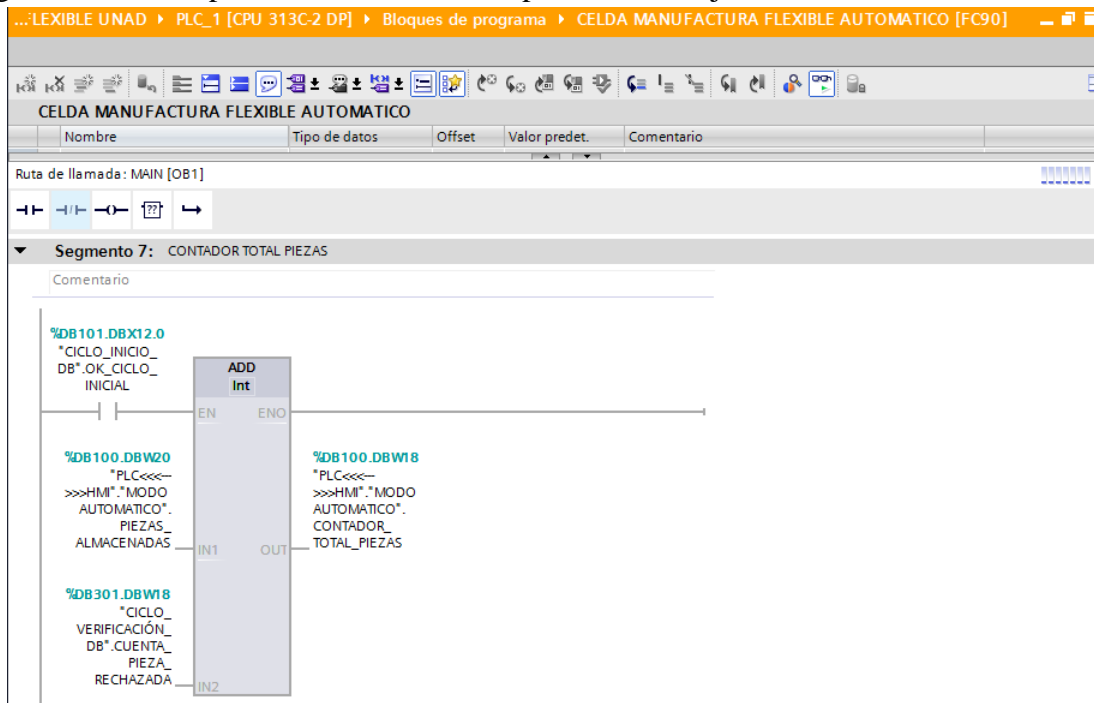 ...:LEXIBLE UNAD ▸ PLC_1 [CPU 313C-2 DP] ▸ Bloques de programa ▸ CELDA MANUFACTURA FLEXIBLE AUTOMATICO [FC90]
CELDA MANUFACTURA FLEXIBLE AUTOMATICO
Nombre Tipo de datos Offset Valor predet. Comentario
Ruta de llamada: MAIN [OB1]
??
Segmento 7: CONTADOR TOTAL PIEZAS
Comentario
%DB101.DBX12.0
"CICLO_INICIO_
DB".OK_CICLO_
INICIAL
ADD
Int
EN ENO
%DB100.DBW20
"PLC<<<--
>>>HMI"."MODO
AUTOMATICO".
PIEZAS_
ALMACENADAS
IN1
%DB100.DBW18
"PLC<<<--
>>>HMI"."MODO
AUTOMATICO".
CONTADOR_
TOTAL_PIEZAS
OUT
%DB301.DBW18
"CICLO_
VERIFICACIÓN_
DB".CUENTA_
PIEZA_
RECHAZADA
IN2